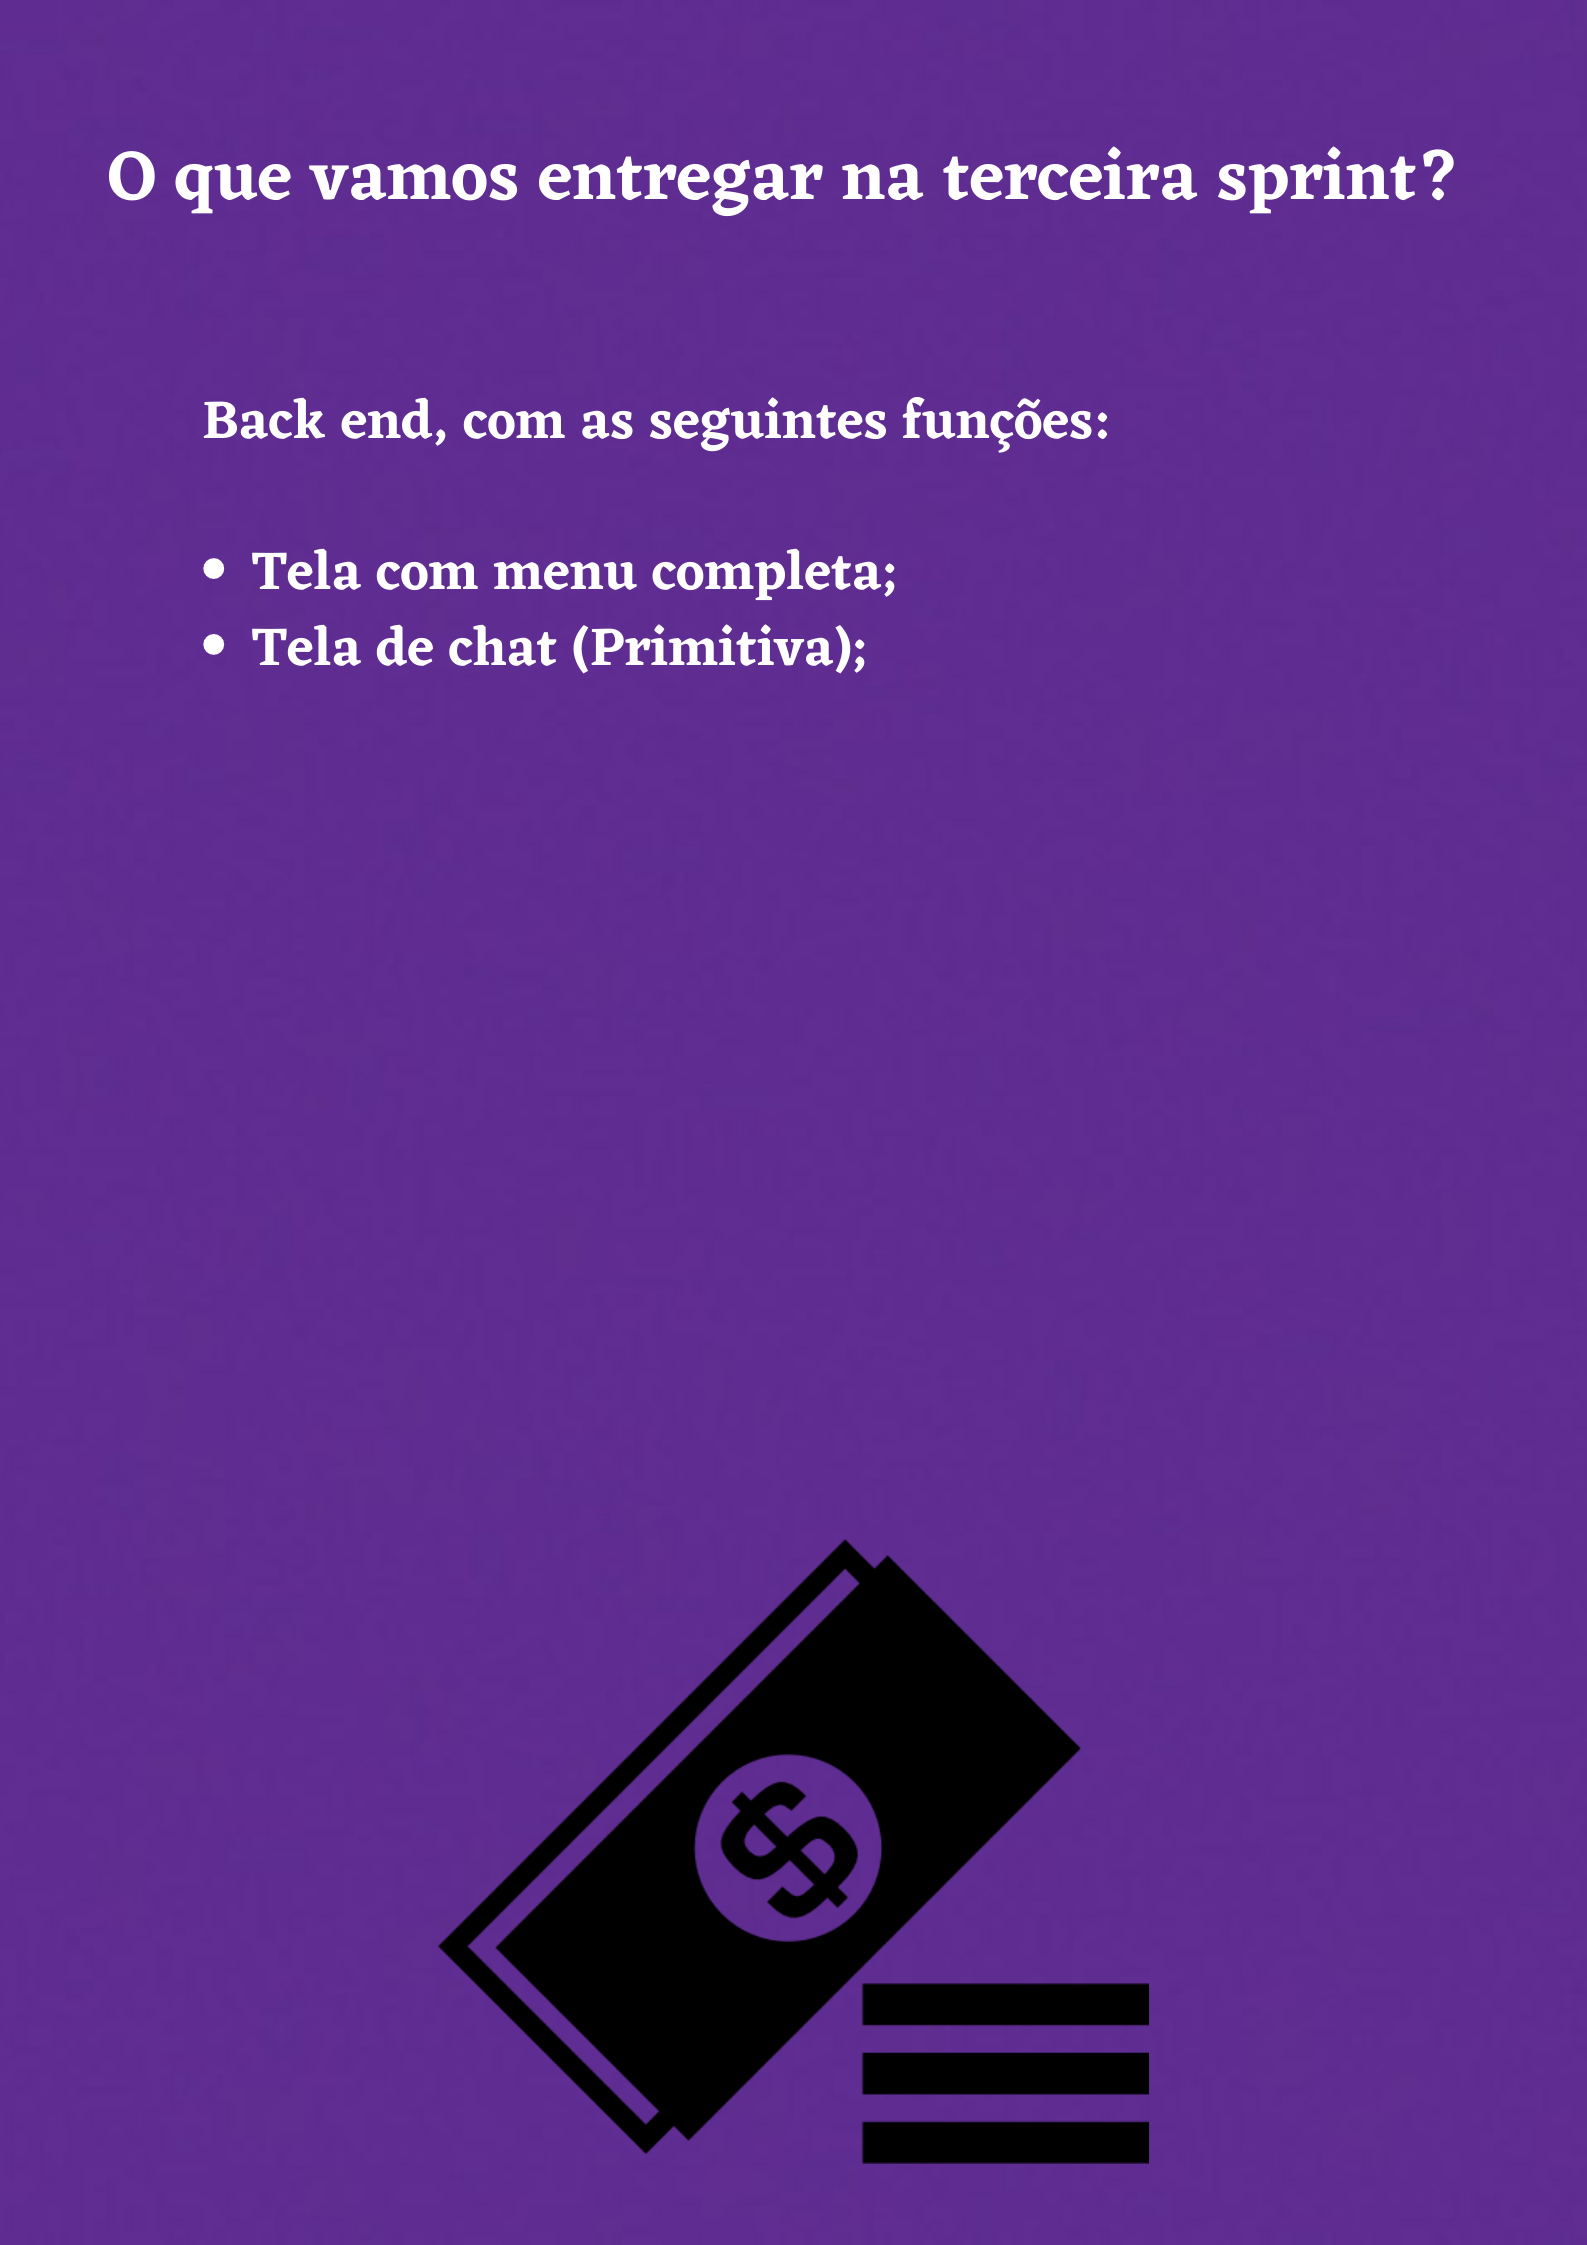 O que vamos entregar na terceira sprint?
Back end, com as seguintes funções:
• Tela com menu completa;
• Tela de chat (Primitiva);
$